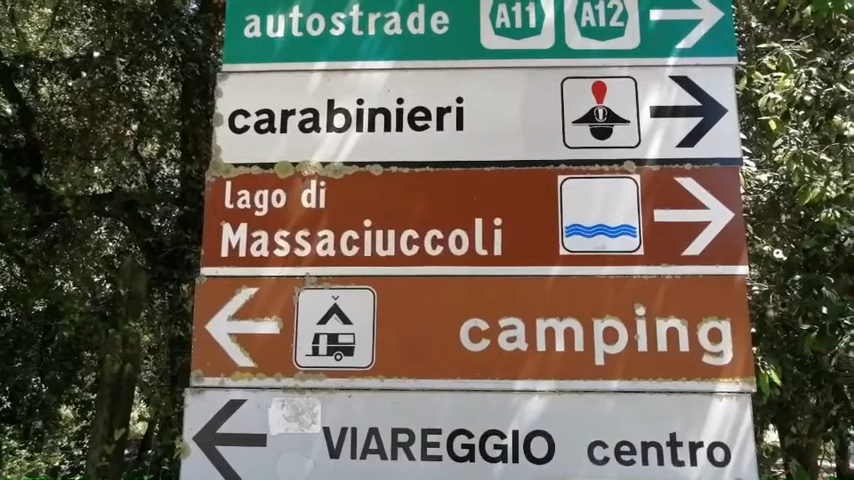 autostrade A11 A12
carabinieri
lago di
Massaciuccoli
camping
VIAREGGIO centro